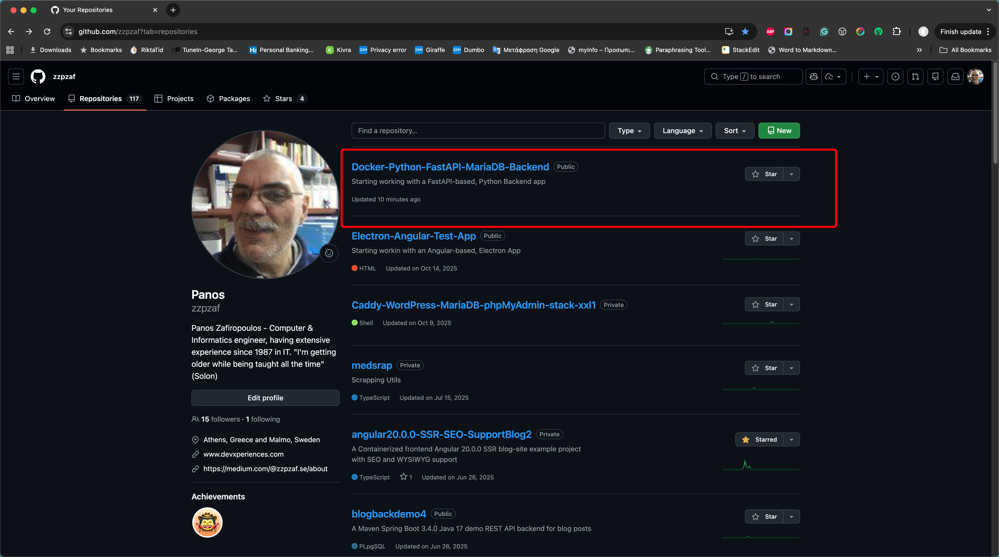 Your Repositories
github.com/zzpzaf?tab=repositories
ABP
Finish update
Downloads
Bookmarks
RiktaTid
TuneIn-George Ta...
Ha Personal Banking...
K Kivra
DSM Privacy error
DSM Giraffe
DSM Dumbo
Μετάφραση Google
myInfo – Προσωπι...
Paraphrasing Tool...
# StackEdit
Word to Markdown...
All Bookmarks
zzpzaf
Type / to search
Overview
Repositories 117
Projects
Packages
Stars 4
Find a repository...
Type
Language
Sort
New
Docker-Python-FastAPI-MariaDB-Backend Public
Star
Starting working with a FastAPI-based, Python Backend app
Updated 10 minutes ago
Electron-Angular-Test-App Public
Star
Starting workin with an Angular-based, Electron App
HTML Updated on Oct 14, 2025
Panos
zzpzaf
Panos Zafiropoulos - Computer &
Informatics engineer, having extensive
experience since 1987 in IT. "I'm getting
older while being taught all the time"
(Solon)
Edit profile
15 followers · 1 following
Athens, Greece and Malmo, Sweden
www.devxperiences.com
https://medium.com/@zzpzaf.se/about
Achievements
Caddy-WordPress-MariaDB-phpMyAdmin-stack-xxl1 Private
Star
Shell Updated on Oct 9, 2025
medsrap Private
Star
Scrapping Utils
TypeScript Updated on Jul 15, 2025
angular20.0.0-SSR-SEO-SupportBlog2 Private
Starred
A Containerized frontend Angular 20.0.0 SSR blog-site example project
with SEO and WYSIWYG support
TypeScript 1 Updated on Jun 26, 2025
blogbackdemo4 Public
Star
A Maven Spring Boot 3.4.0 Java 17 demo REST API backend for blog posts
PLpgSQL Updated on Jun 26, 2025